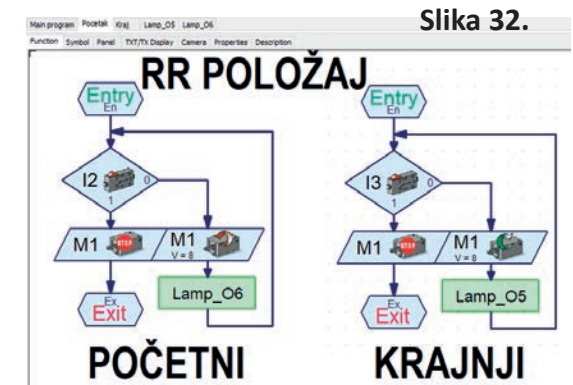 Slika 32.
Main program Pocetak Kraj Lamp_O5 Lamp_O6
Function Symbol Panel TXT/TX Display Camera Properties Description
RR POLOŽAJ
Entry
En
Entry
En
I2
0
1
I3
0
1
M1 STOP
M1
V = 8
M1 STOP
M1
V = 8
Lamp_O6
Lamp_O5
Ex
Exit
Ex
Exit
POČETNI
KRAJNJI